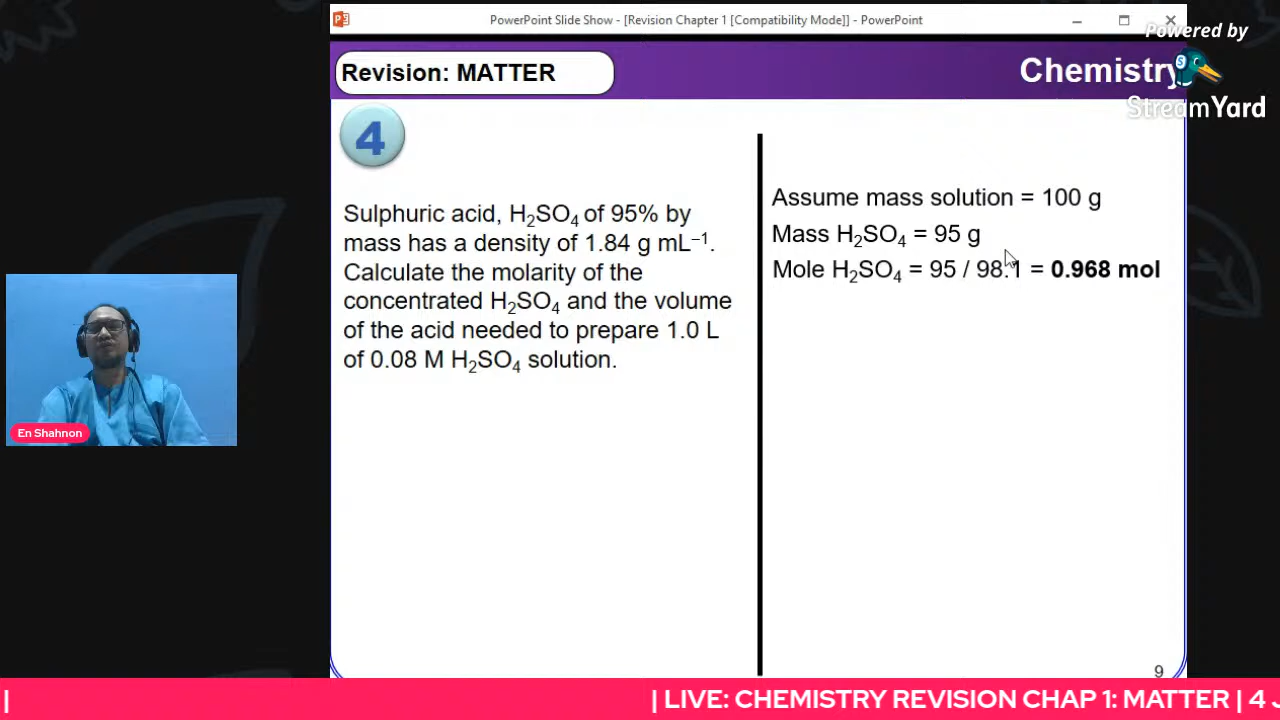 PowerPoint Slide Show - [Revision Chapter 1 [Compatibility Mode]] - PowerPoint
Powered by
StreamYard
Revision: MATTER
Chemistry
4
Sulphuric acid, H₂SO₄ of 95% by
mass has a density of 1.84 g mL⁻¹.
Calculate the molarity of the
concentrated H₂SO₄ and the volume
of the acid needed to prepare 1.0 L
of 0.08 M H₂SO₄ solution.
Assume mass solution = 100 g
Mass H₂SO₄ = 95 g
Mole H₂SO₄ = 95 / 98.1 = 0.968 mol
En Shahnon
9
| | LIVE: CHEMISTRY REVISION CHAP 1: MATTER | 4